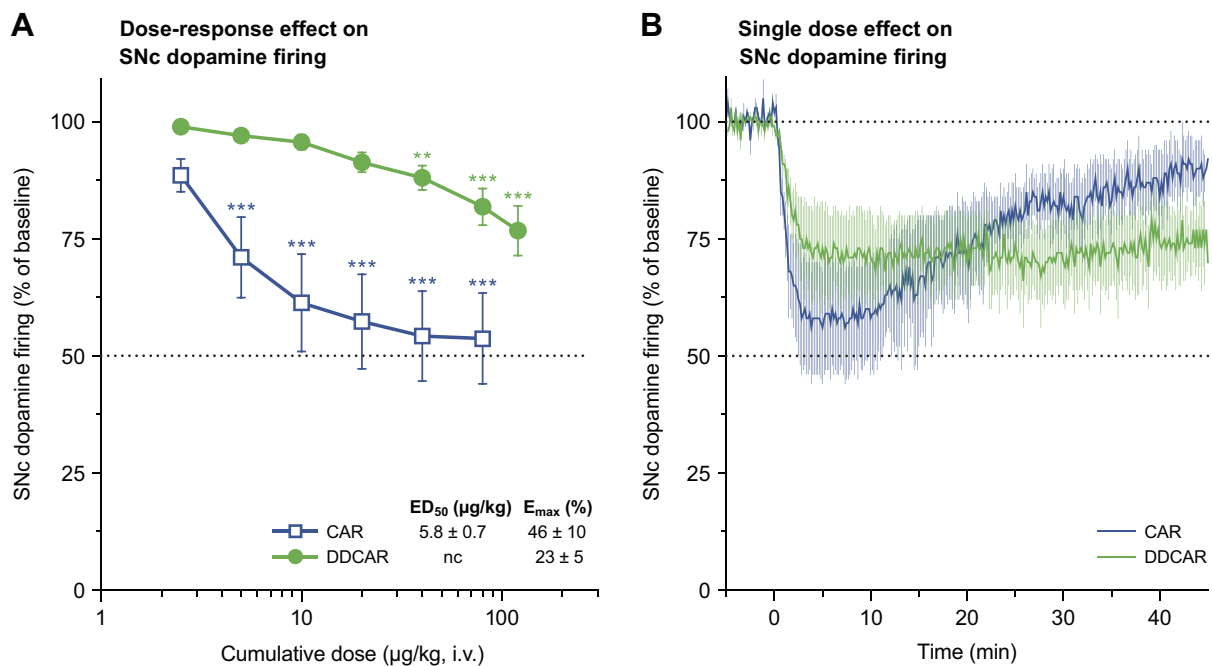 A
Dose-response effect on
SNc dopamine firing
SNc dopamine firing (% of baseline)
100
75
50
25
0
**
***
***
***
***
***
***
***
ED₅₀ (µg/kg) Eₘₐₓ (%)
CAR 5.8 ± 0.7 46 ± 10
DDCAR nc 23 ± 5
1 10 100
Cumulative dose (µg/kg, i.v.)
B
Single dose effect on
SNc dopamine firing
SNc dopamine firing (% of baseline)
100
75
50
25
0
CAR
DDCAR
0 10 20 30 40
Time (min)